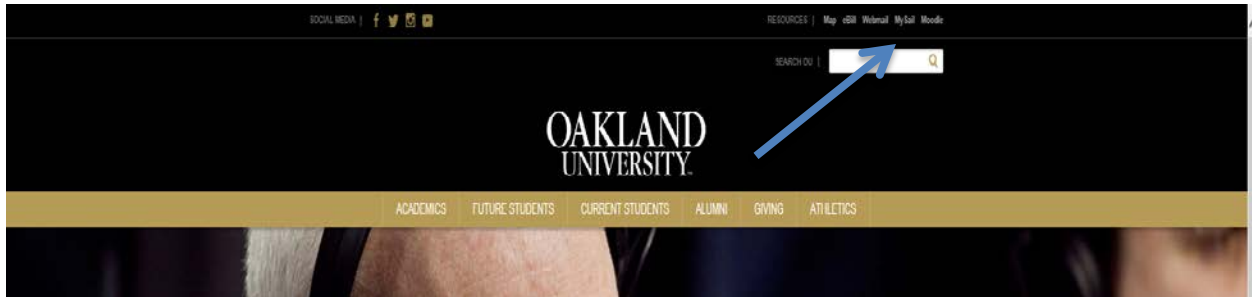 SOCIAL MEDIA |
RESOURCES | Map eBill Webmail MySail Moodle
SEARCH OU |
OAKLAND
UNIVERSITY™
ACADEMICS FUTURE STUDENTS CURRENT STUDENTS ALUMNI GIVING ATHLETICS